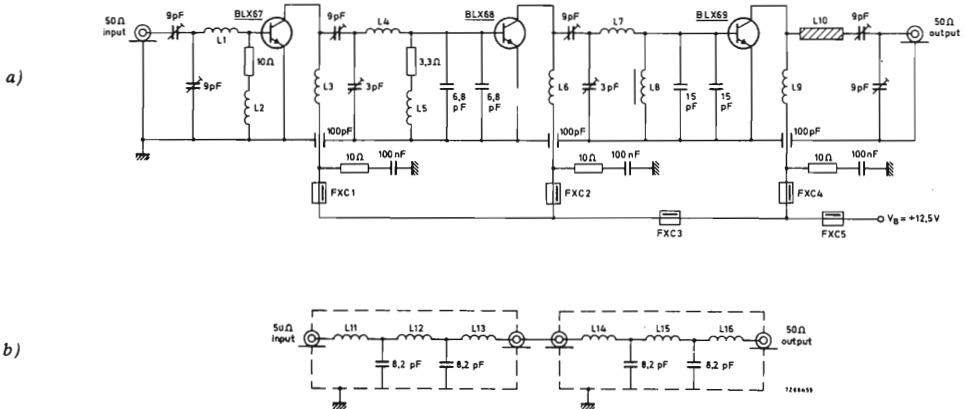 a)
50Ω
input
9pF
9pF
L1
10Ω
L2
BLX67
L3
100pF
10Ω
100nF
FXC1
9pF
3pF
L4
3,3Ω
L5
6,8
pF
6,8
pF
BLX68
L6
100pF
10Ω
100nF
FXC2
9pF
3pF
L7
L8
15
pF
15
pF
BLX69
L9
100pF
10Ω
100nF
FXC4
L10
9pF
9pF
50Ω
output
FXC3
FXC5
VB = +12,5V
b)
50Ω
input
L11
L12
L13
8,2 pF
8,2 pF
L14
L15
L16
8,2 pF
8,2 pF
50Ω
output